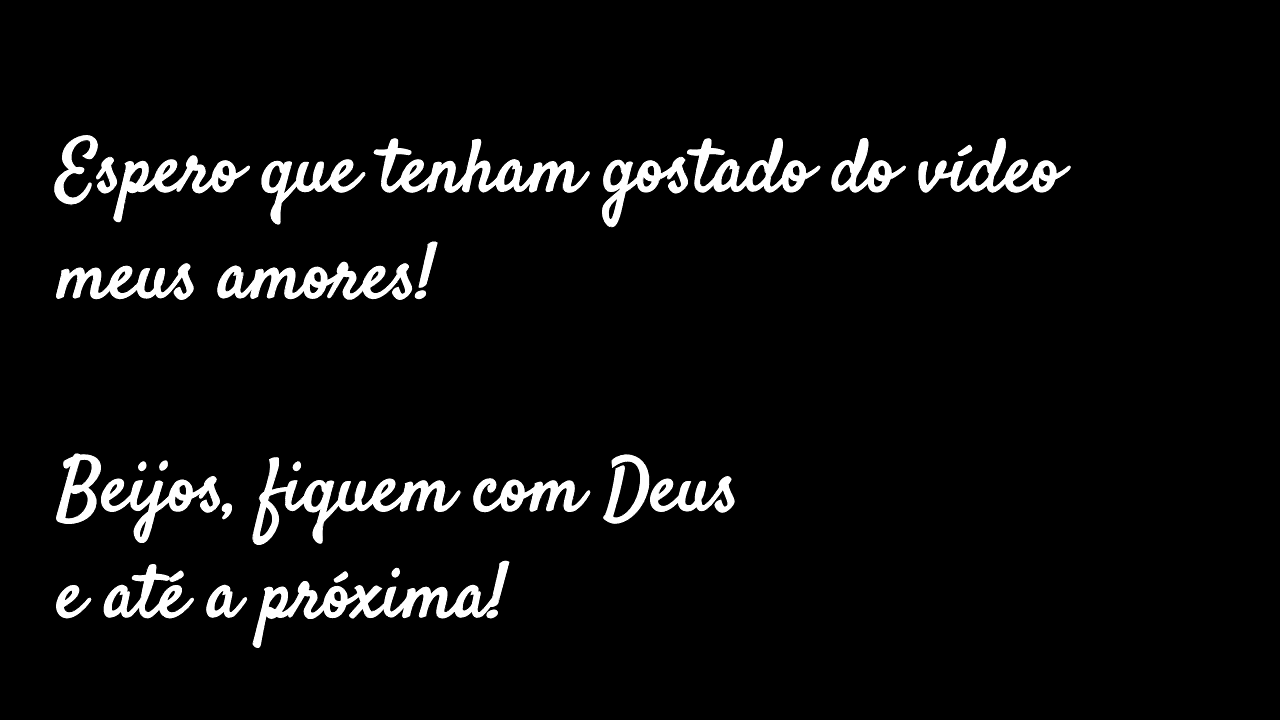 Espero que tenham gostado do vídeo
meus amores!
Beijos, fiquem com Deus
e até a próxima!